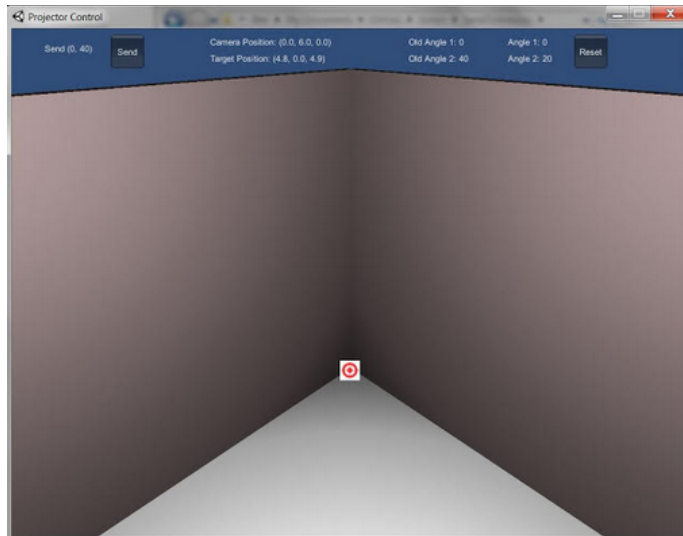 Projector Control
Send (0, 40)
Send
Camera Position: (0.0, 6.0, 0.0)
Target Position: (4.8, 0.0, 4.9)
Old Angle 1: 0
Old Angle 2: 40
Angle 1: 0
Angle 2: 20
Reset